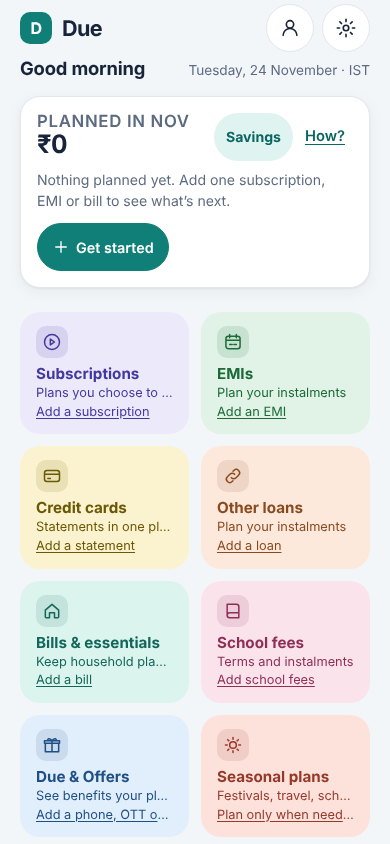 D Due
Good morning
Tuesday, 24 November · IST
PLANNED IN NOV
₹0
Savings
How?
Nothing planned yet. Add one subscription,
EMI or bill to see what’s next.
+ Get started
Subscriptions
Plans you choose to ...
Add a subscription
EMIs
Plan your instalments
Add an EMI
Credit cards
Statements in one pl...
Add a statement
Other loans
Plan your instalments
Add a loan
Bills & essentials
Keep household pla...
Add a bill
School fees
Terms and instalments
Add school fees
Due & Offers
See benefits your pl...
Add a phone, OTT o...
Seasonal plans
Festivals, travel, sch...
Plan only when need...